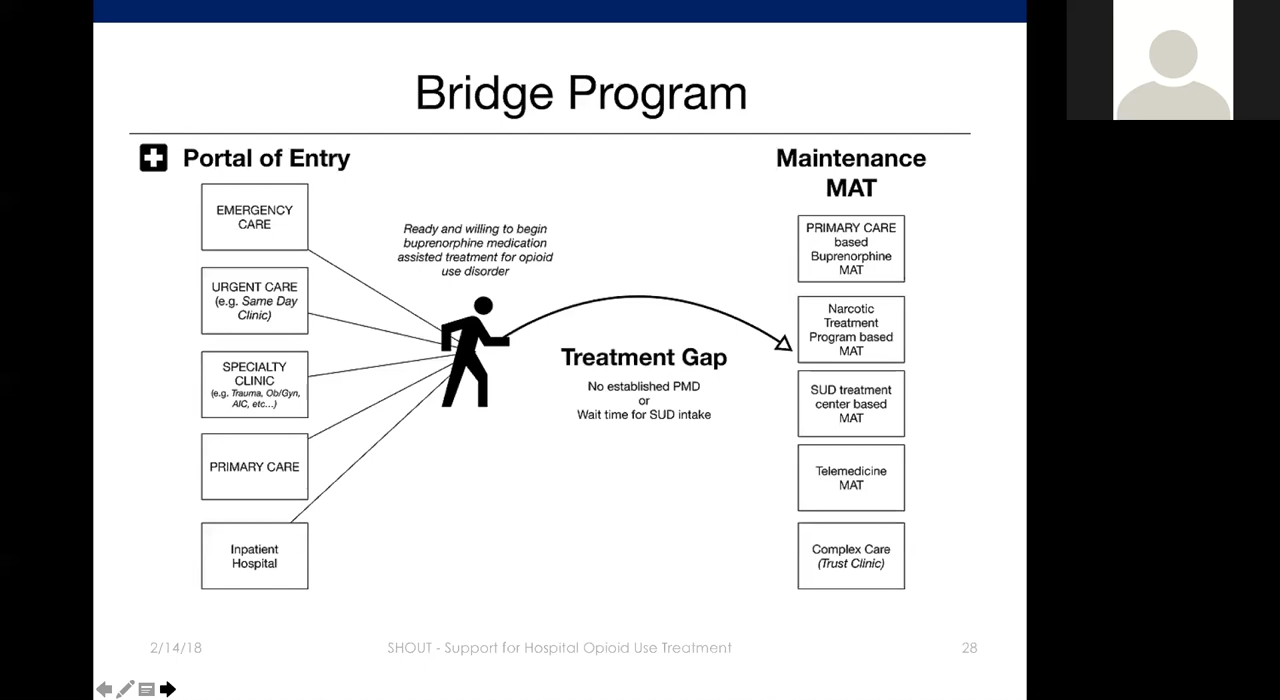 Bridge Program
Portal of Entry
EMERGENCY
CARE
URGENT CARE
(e.g. Same Day
Clinic)
SPECIALTY
CLINIC
(e.g. Trauma, Ob/Gyn,
AIC, etc...)
PRIMARY CARE
Inpatient
Hospital
Ready and willing to begin
buprenorphine medication
assisted treatment for opioid
use disorder
Treatment Gap
No established PMD
or
Wait time for SUD intake
Maintenance
MAT
PRIMARY CARE
based
Buprenorphine
MAT
Narcotic
Treatment
Program based
MAT
SUD treatment
center based
MAT
Telemedicine
MAT
Complex Care
(Trust Clinic)
2/14/18
SHOUT - Support for Hospital Opioid Use Treatment
28